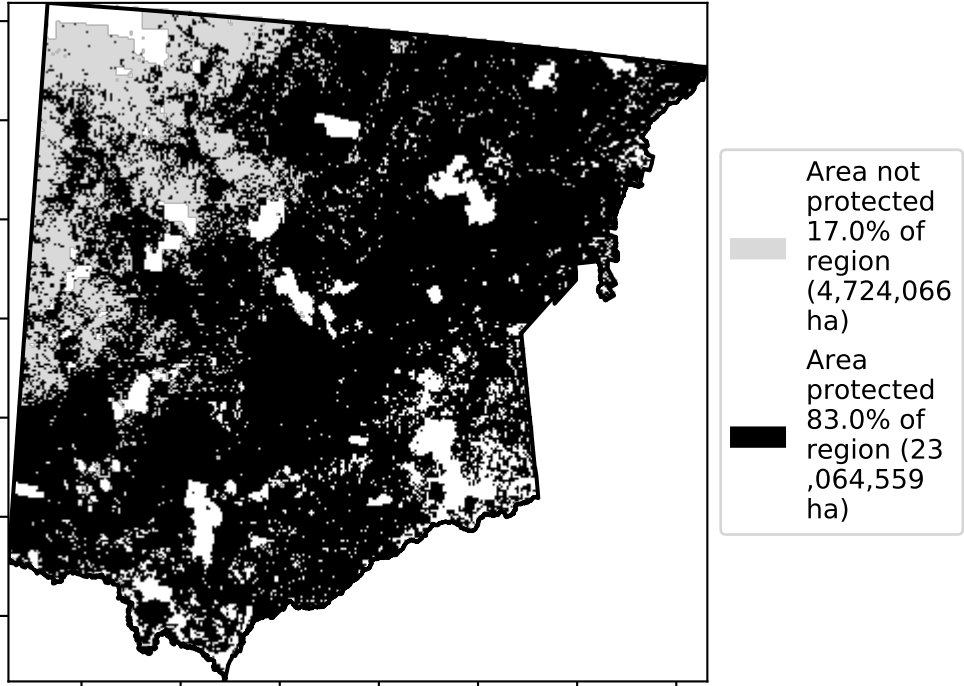 Area not
protected
17.0% of
region
(4,724,066
ha)
Area
protected
83.0% of
region (23
,064,559
ha)